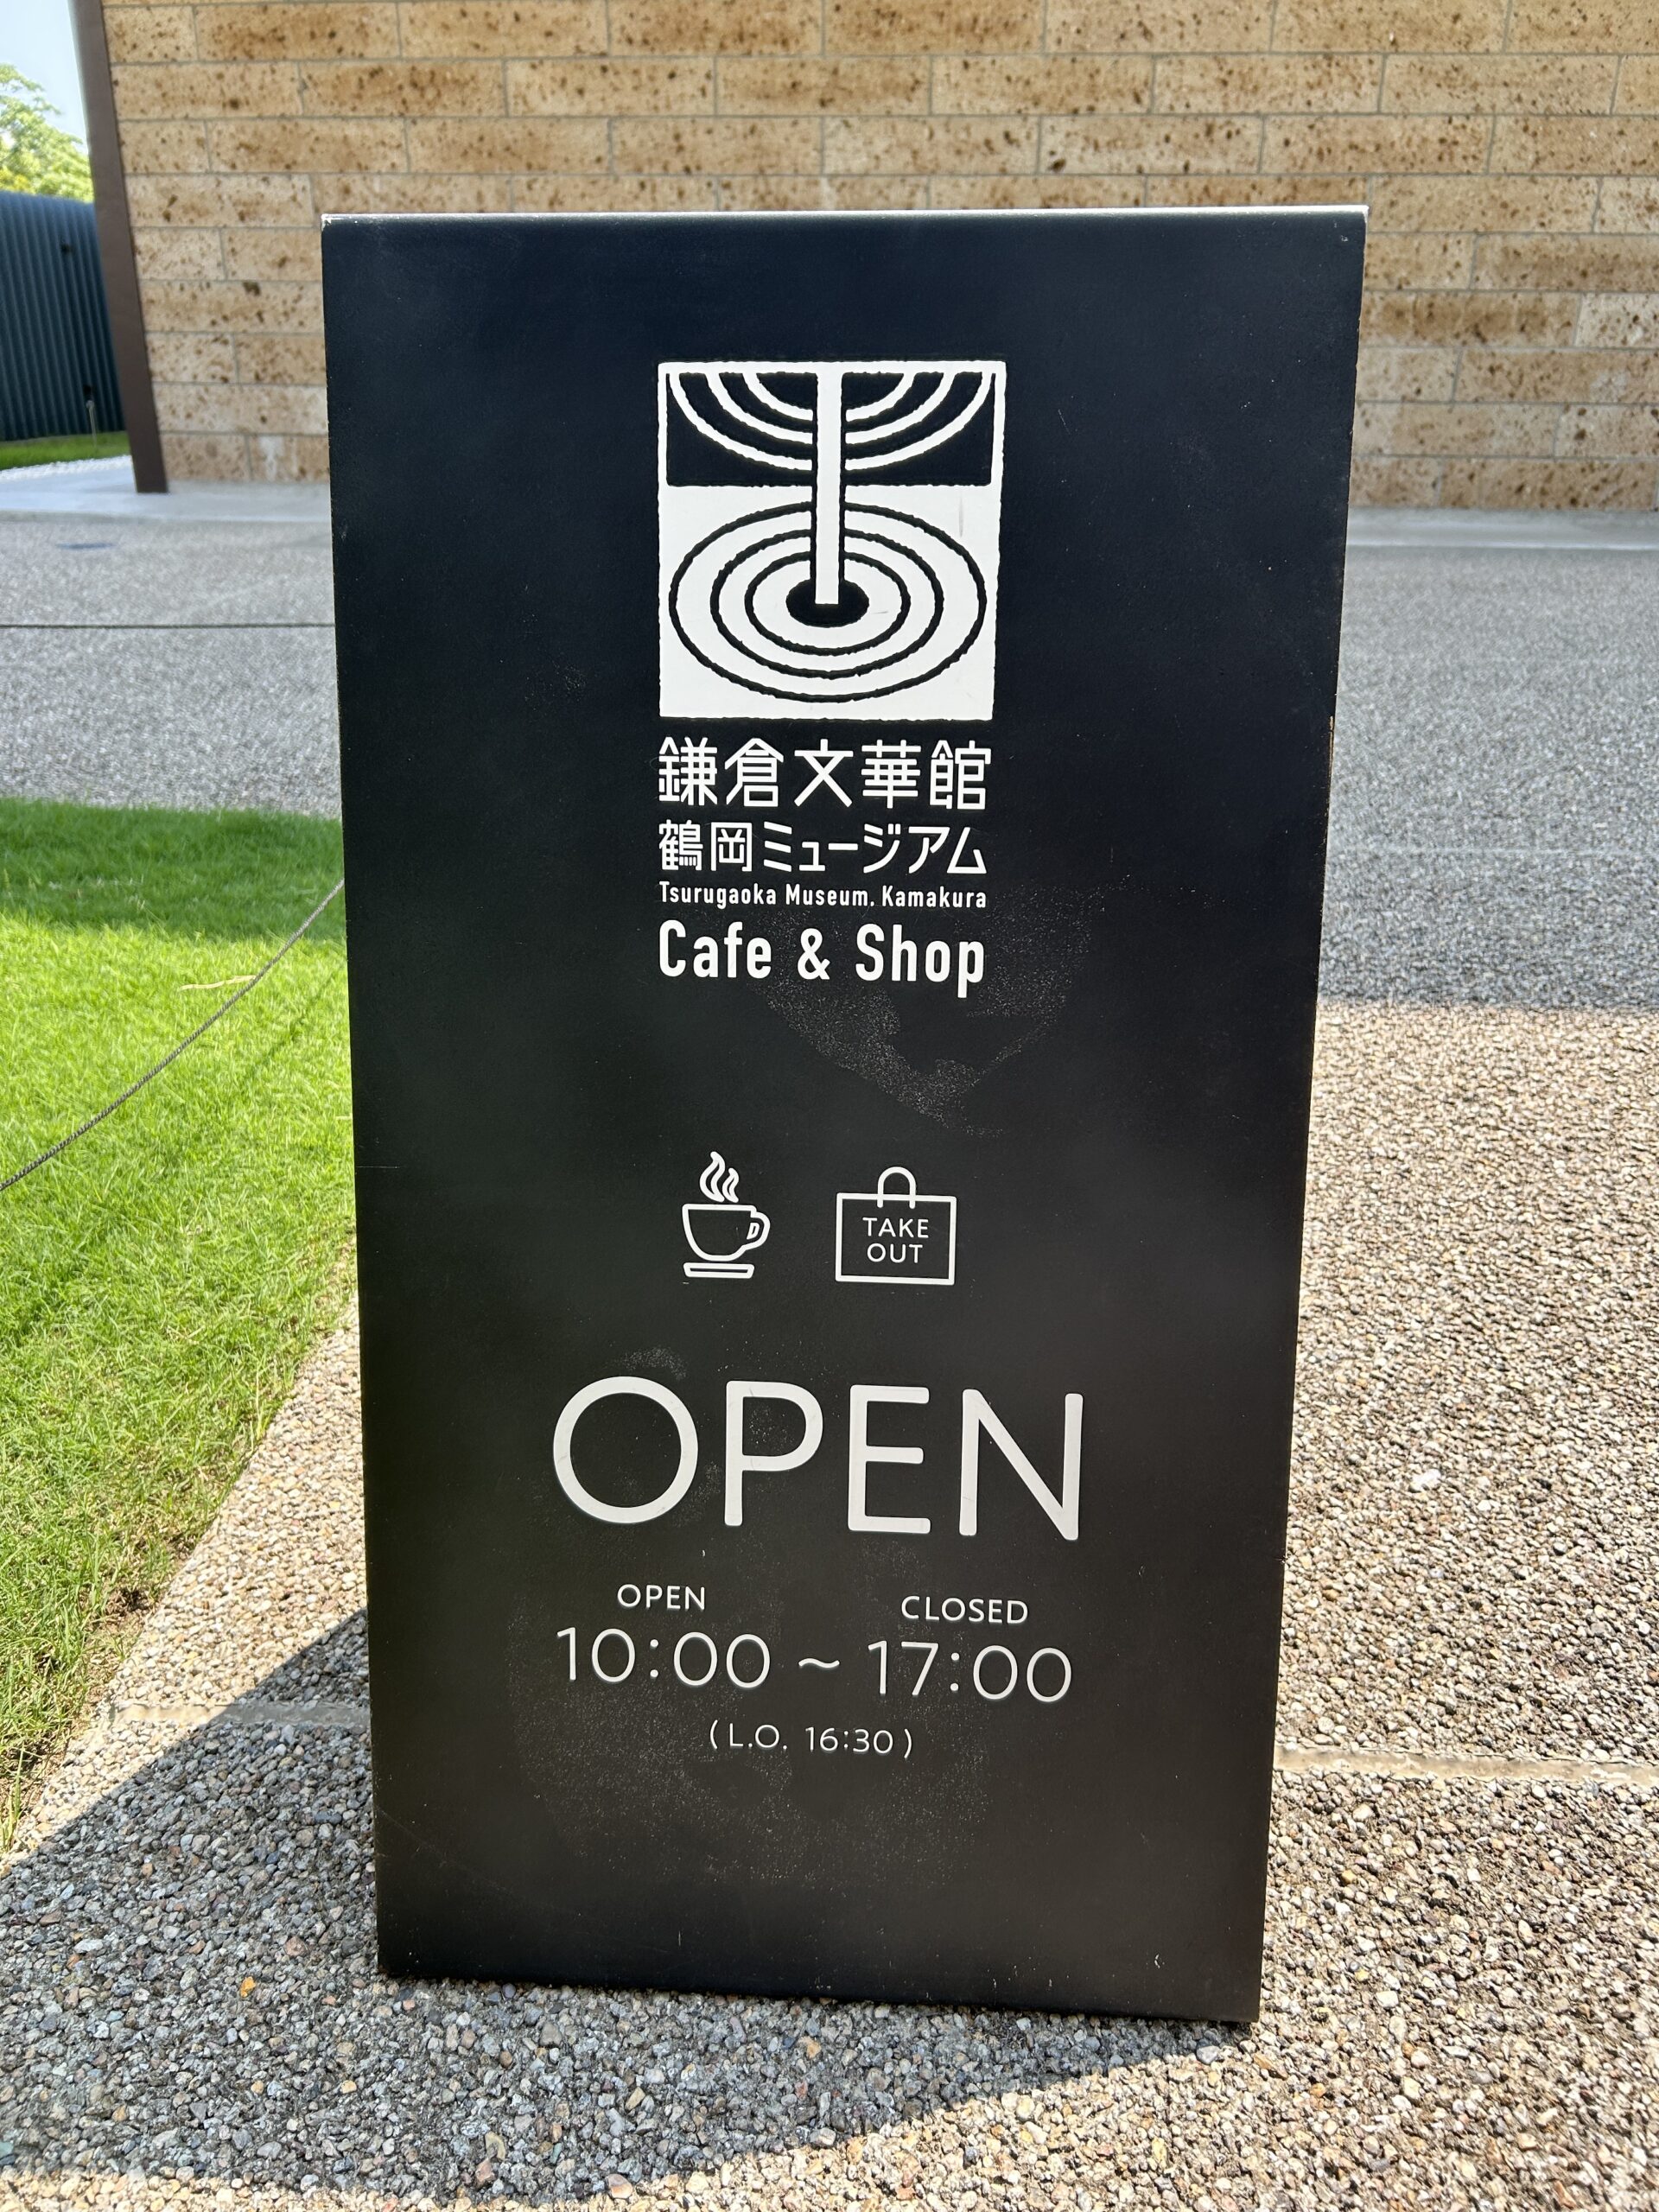 鎌倉文華館
鶴岡ミュージアム
Tsurugaoka Museum, Kamakura
Cafe & Shop
TAKE
OUT
OPEN
OPEN CLOSED
10:00 ~ 17:00
(L.O. 16:30)